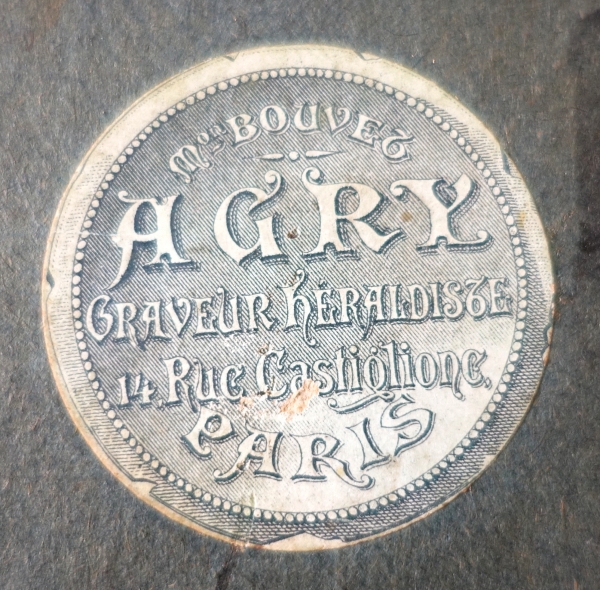 Mon BOUVET
AGRY
GRAVEUR HÉRALDISTE
14, Rue Castiglione,
PARIS